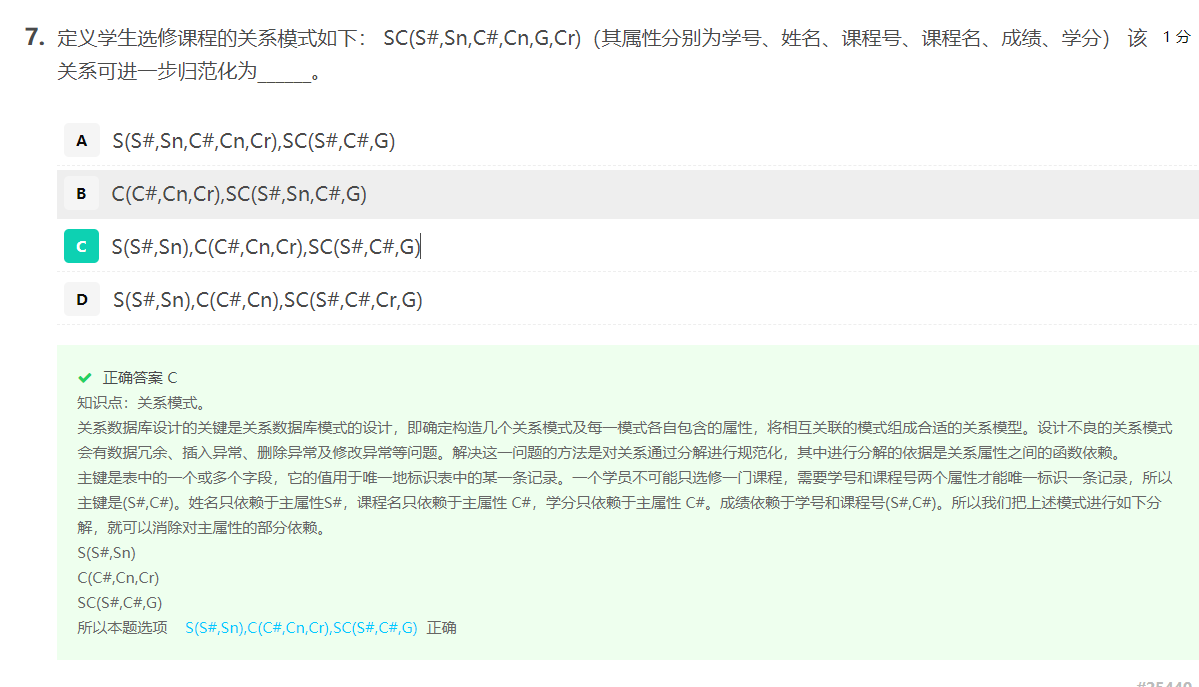 7. 定义学生选修课程的关系模式如下： SC(S#,Sn,C#,Cn,G,Cr)（其属性分别为学号、姓名、课程号、课程名、成绩、学分） 该 1 分
关系可进一步归范化为______。
A S(S#,Sn,C#,Cn,Cr),SC(S#,C#,G)
B C(C#,Cn,Cr),SC(S#,Sn,C#,G)
C S(S#,Sn),C(C#,Cn,Cr),SC(S#,C#,G)
D S(S#,Sn),C(C#,Cn),SC(S#,C#,Cr,G)
正确答案 C
知识点：关系模式。
关系数据库设计的关键是关系数据库模式的设计，即确定构造几个关系模式及每一模式各自包含的属性，将相互关联的模式组成合适的关系模型。设计不良的关系模式
会有数据冗余、插入异常、删除异常及修改异常等问题。解决这一问题的方法是对关系通过分解进行规范化，其中进行分解的依据是关系属性之间的函数依赖。
主键是表中的一个或多个字段，它的值用于唯一地标识表中的某一条记录。一个学员不可能只选修一门课程，需要学号和课程号两个属性才能唯一标识一条记录，所以
主键是(S#,C#)。姓名只依赖于主属性S#，课程名只依赖于主属性 C#，学分只依赖于主属性 C#。成绩依赖于学号和课程号(S#,C#)。所以我们把上述模式进行如下分
解，就可以消除对主属性的部分依赖。
S(S#,Sn)
C(C#,Cn,Cr)
SC(S#,C#,G)
所以本题选项 S(S#,Sn),C(C#,Cn,Cr),SC(S#,C#,G) 正确